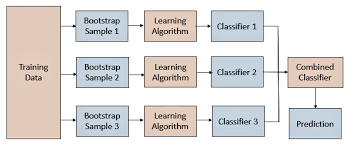 Training
Data
Bootstrap
Sample 1
Learning
Algorithm
Classifier 1
Bootstrap
Sample 2
Learning
Algorithm
Classifier 2
Bootstrap
Sample 3
Learning
Algorithm
Classifier 3
Combined
Classifier
Prediction